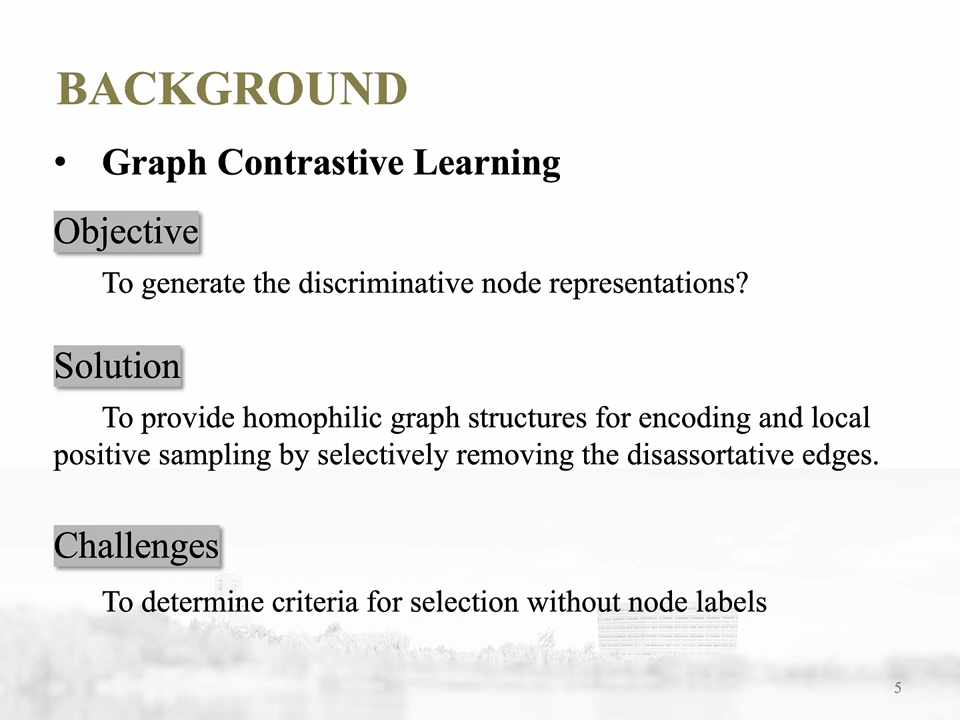 BACKGROUND
• Graph Contrastive Learning
Objective
To generate the discriminative node representations?
Solution
To provide homophilic graph structures for encoding and local
positive sampling by selectively removing the disassortative edges.
Challenges
To determine criteria for selection without node labels
5